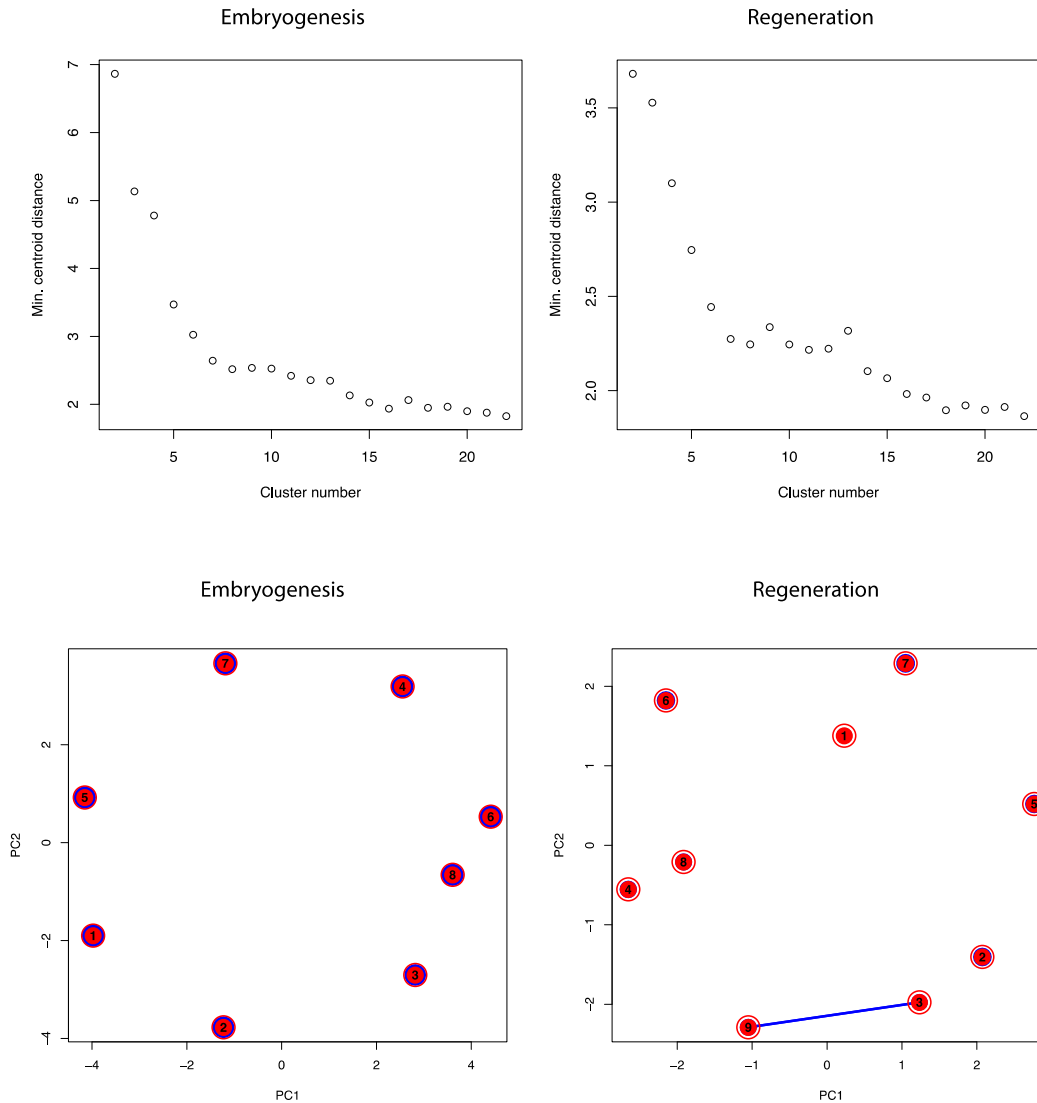 Embryogenesis
7
6
5
4
3
2
Min. centroid distance
5 10 15 20
Cluster number
Regeneration
3.5
3.0
2.5
2.0
Min. centroid distance
5 10 15 20
Cluster number
Embryogenesis
2
0
−2
−4
PC2
7
4
5
6
8
1
3
2
−4 −2 0 2 4
PC1
Regeneration
2
1
0
−1
−2
PC2
7
6
1
5
8
4
2
3
9
−2 −1 0 1 2
PC1